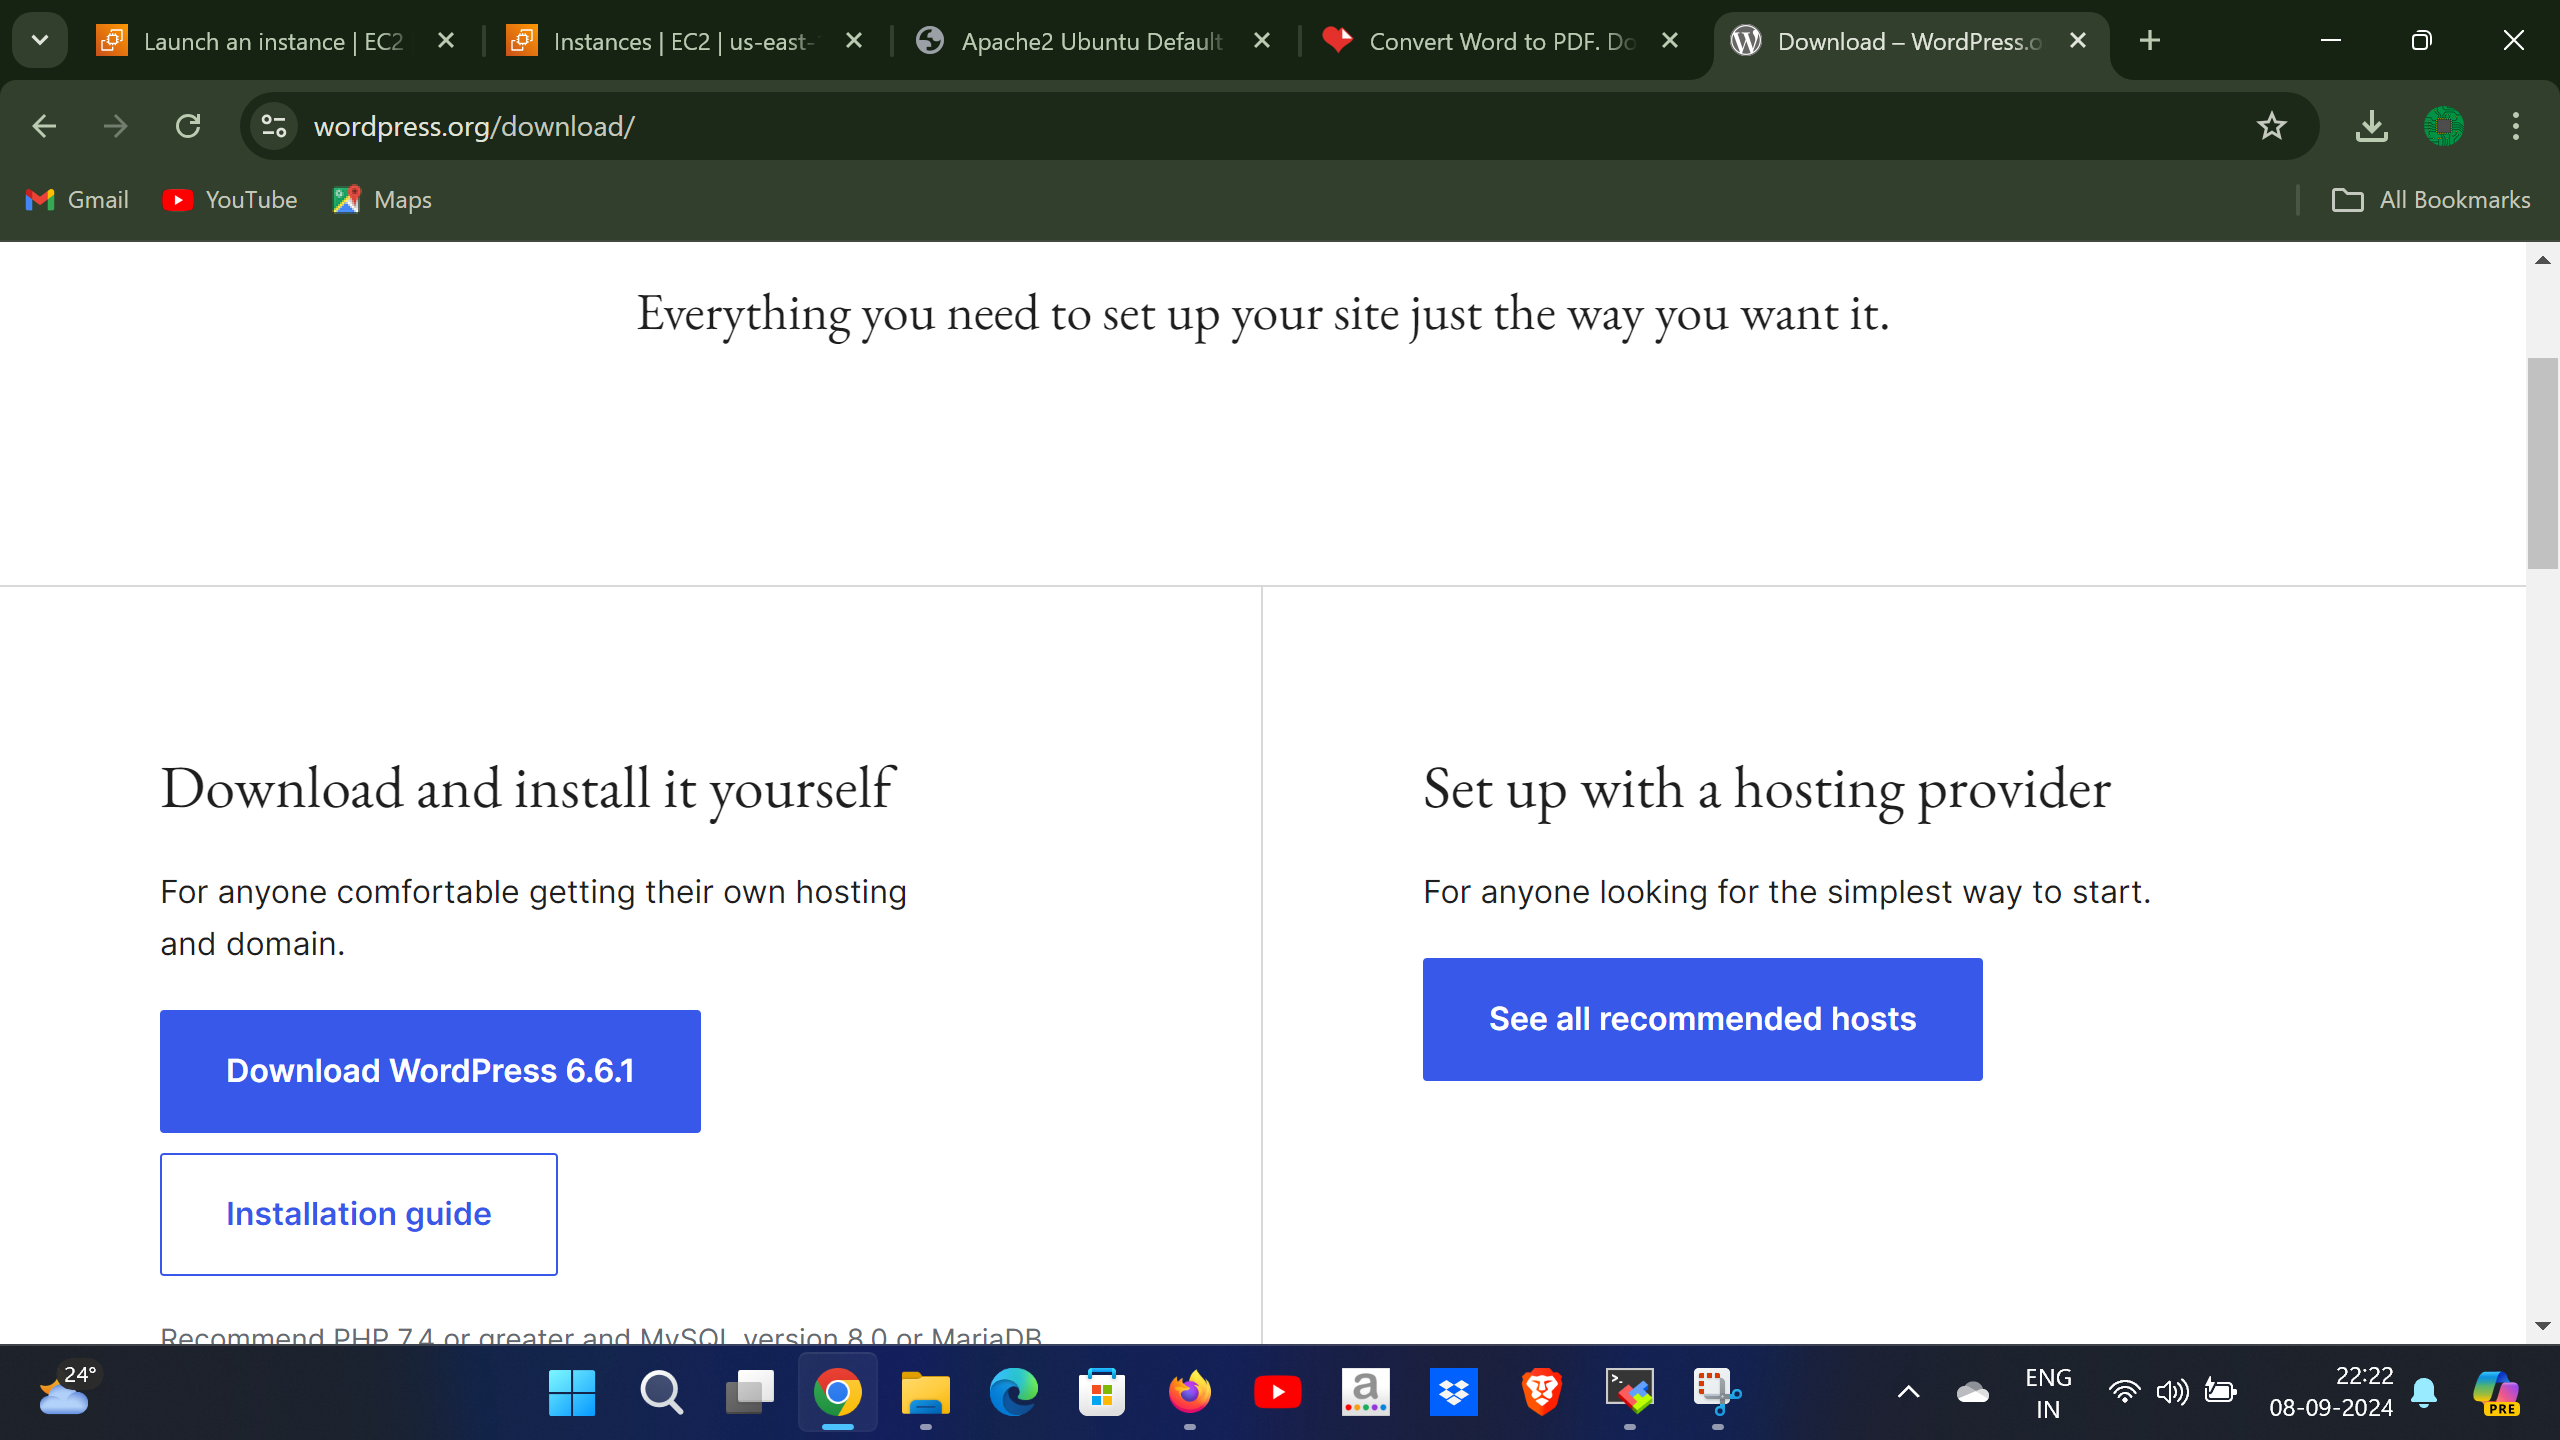 Launch an instance | EC2
Instances | EC2 | us-east-
Apache2 Ubuntu Default
Convert Word to PDF. Do
Download – WordPress.o
wordpress.org/download/
Gmail
YouTube
Maps
All Bookmarks
Everything you need to set up your site just the way you want it.
Download and install it yourself
For anyone comfortable getting their own hosting
and domain.
Download WordPress 6.6.1
Installation guide
Recommend PHP 7.4 or greater and MySQL version 8.0 or MariaDB
Set up with a hosting provider
For anyone looking for the simplest way to start.
See all recommended hosts
24°
ENG
IN
22:22
08-09-2024
PRE